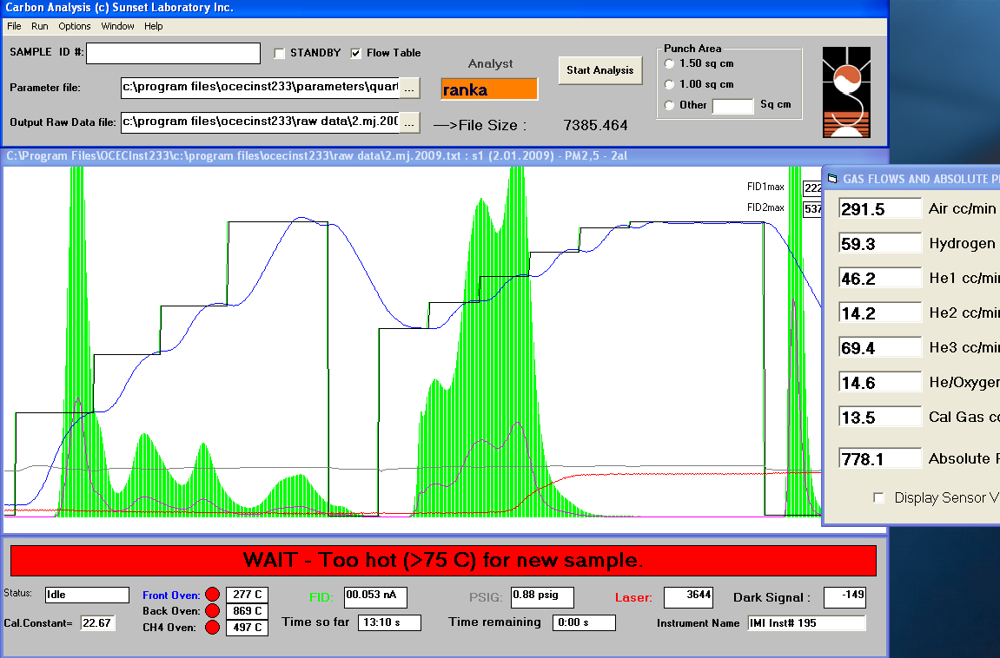 Carbon Analysis (c) Sunset Laboratory Inc.
File Run Options Window Help
SAMPLE ID #:
STANDBY
Flow Table
Analyst
Start Analysis
Punch Area
1.50 sq cm
1.00 sq cm
Other
Sq cm
Parameter file:
c:\program files\ocecinst233\parameters\quart
...
ranka
Output Raw Data file:
c:\program files\ocecinst233\raw data\2.mj.200
...
—>File Size :
7385.464
C:\Program Files\OCECInst233\c:\program files\ocecinst233\raw data\2.mj.2009.txt : s1 (2.01.2009) - PM2,5 - 2al
FID1max
222
FID2max
537
GAS FLOWS AND ABSOLUTE P
291.5 Air cc/min
59.3 Hydrogen
46.2 He1 cc/min
14.2 He2 cc/min
69.4 He3 cc/min
14.6 He/Oxygen
13.5 Cal Gas cc
778.1 Absolute P
Display Sensor V
WAIT - Too hot (>75 C) for new sample.
Status: Idle
Front Oven: 277 C
Back Oven: 869 C
CH4 Oven: 497 C
Cal.Constant= 22.67
FID: 00.053 nA
PSIG: 0.88 psig
Laser: 3644
Dark Signal : -149
Time so far 13:10 s
Time remaining 0:00 s
Instrument Name IMI Inst# 195